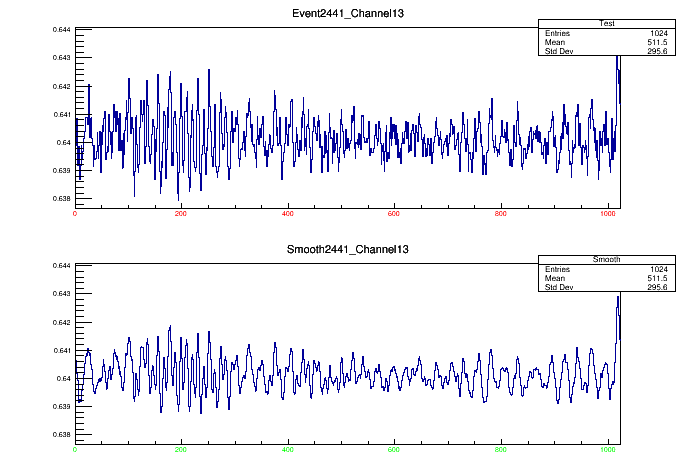 Event2441_Channel13
Test
Entries 1024
Mean 511.5
Std Dev 295.6
0.644
0.643
0.642
0.641
0.64
0.639
0.638
0 200 400 600 800 1000
Smooth2441_Channel13
Smooth
Entries 1024
Mean 511.5
Std Dev 295.6
0.644
0.643
0.642
0.641
0.64
0.639
0.638
0 200 400 600 800 1000